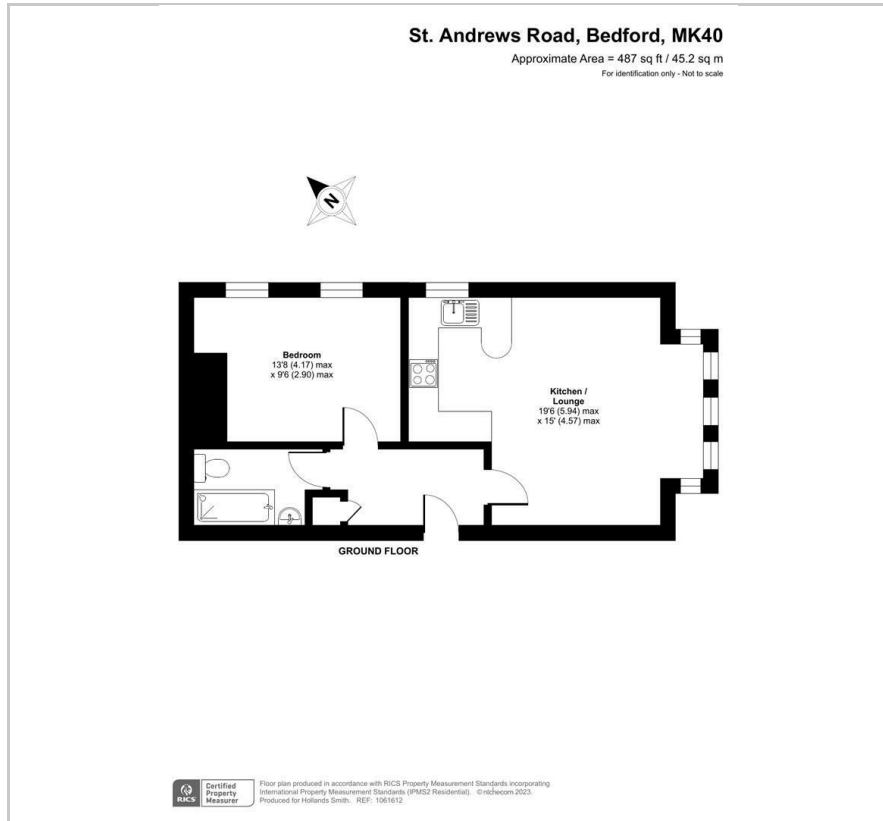 St. Andrews Road, Bedford, MK40
Approximate Area = 487 sq ft / 45.2 sq m
For identification only - Not to scale
N
Bedroom
13'8 (4.17) max
x 9'6 (2.90) max
Kitchen /
Lounge
19'6 (5.94) max
x 15' (4.57) max
GROUND FLOOR
RICS
Certified
Property
Measurer
Floor plan produced in accordance with RICS Property Measurement Standards incorporating
International Property Measurement Standards (IPMS2 Residential). © nichecom 2023.
Produced for Hollands Smith. REF: 1061612